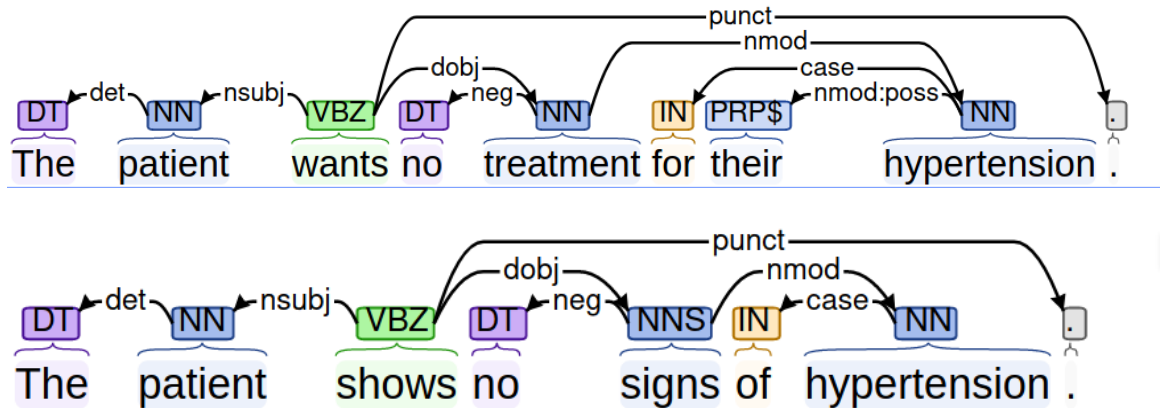 punct
nmod
dobj case
det nsubj neg nmod:poss
DT NN VBZ DT NN IN PRP$ NN .
The patient wants no treatment for their hypertension .
punct
dobj nmod
det nsubj neg case
DT NN VBZ DT NNS IN NN .
The patient shows no signs of hypertension .